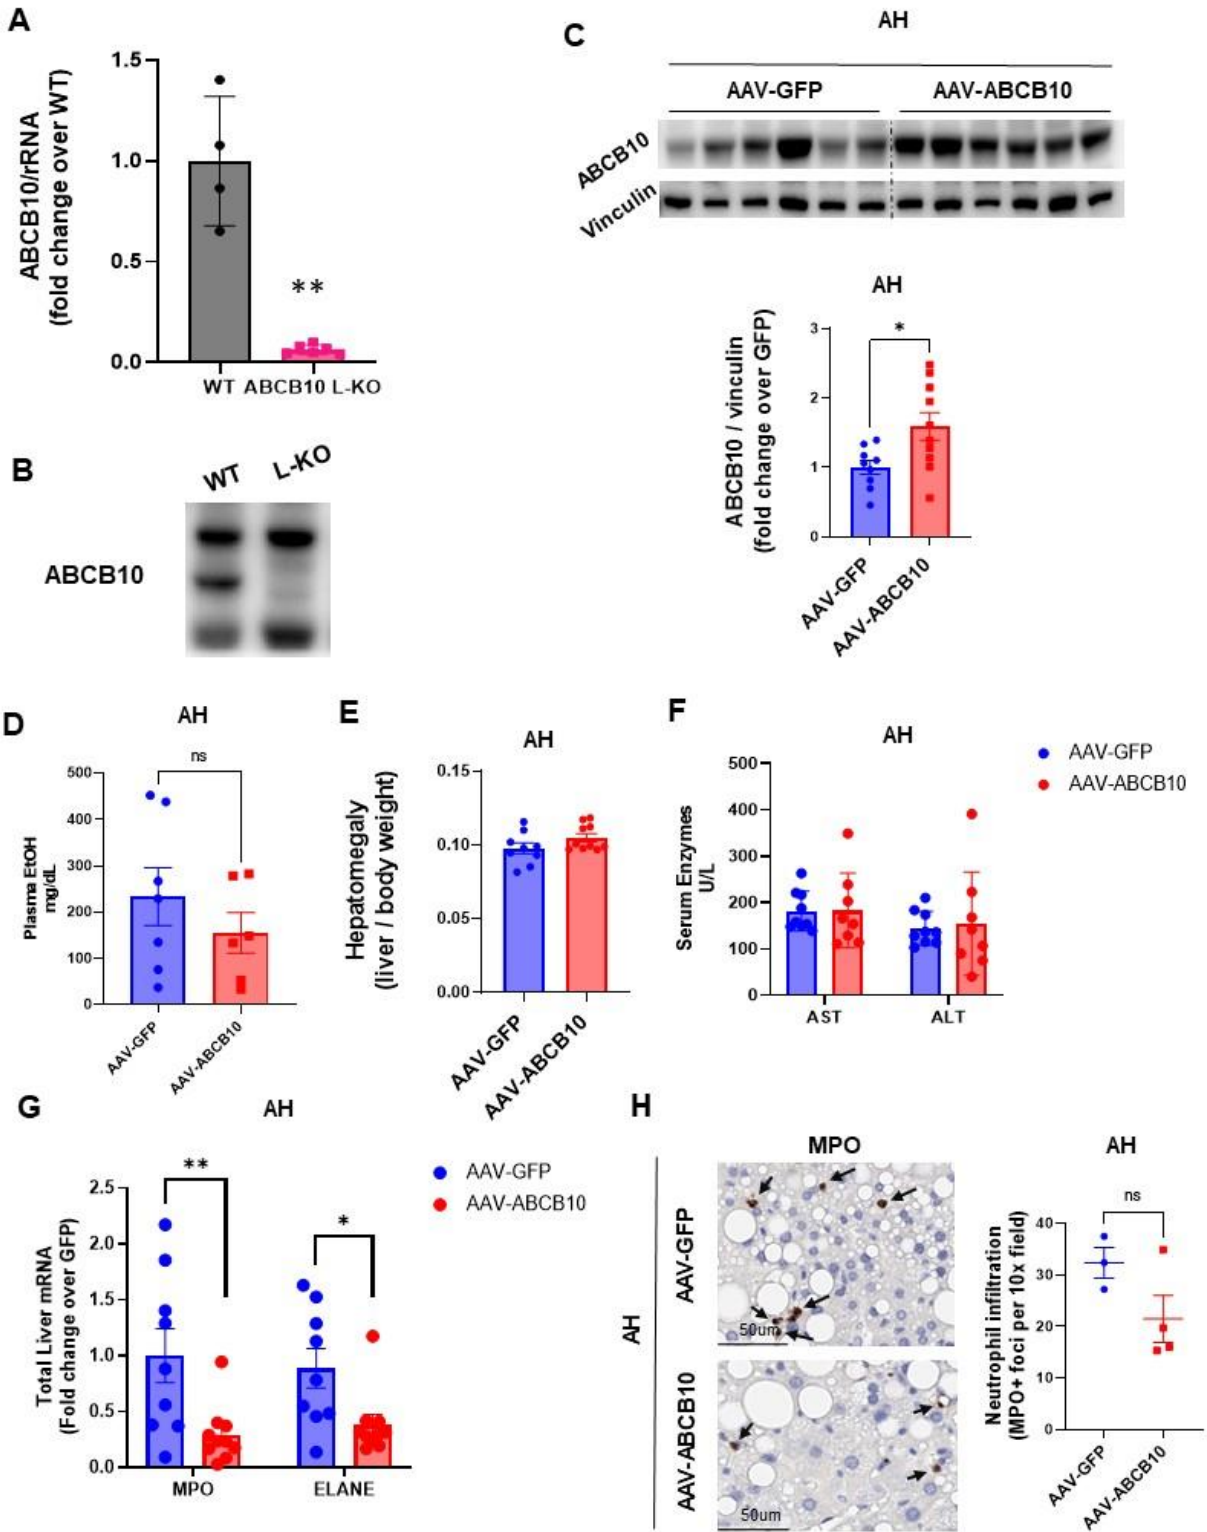 A
ABCB10/rRNA
(fold change over WT)
1.5
1.0
0.5
0.0
**
WT ABCB10 L-KO
B
WT L-KO
ABCB10
C
AH
AAV-GFP AAV-ABCB10
ABCB10
Vinculin
AH
ABCB10 / vinculin
(fold change over GFP)
3
2
1
0
*
AAV-GFP
AAV-ABCB10
D
AH
ns
Plasma EtOH
mg/dL
500
400
300
200
100
0
AAV-GFP
AAV-ABCB10
E
AH
Hepatomegaly
(liver / body weight)
0.15
0.10
0.05
0.00
AAV-GFP
AAV-ABCB10
F
AH
AAV-GFP
AAV-ABCB10
Serum Enzymes
U/L
500
400
300
200
100
0
AST ALT
G
AH
AAV-GFP
AAV-ABCB10
Total Liver mRNA
(Fold change over GFP)
2.5
2.0
1.5
1.0
0.5
0.0
**
*
MPO ELANE
H
MPO
AH
AAV-GFP
50um
AAV-ABCB10
50um
AH
ns
Neutrophil infiltration
(MPO+ foci per 10x field)
40
30
20
10
0
AAV-GFP
AAV-ABCB10